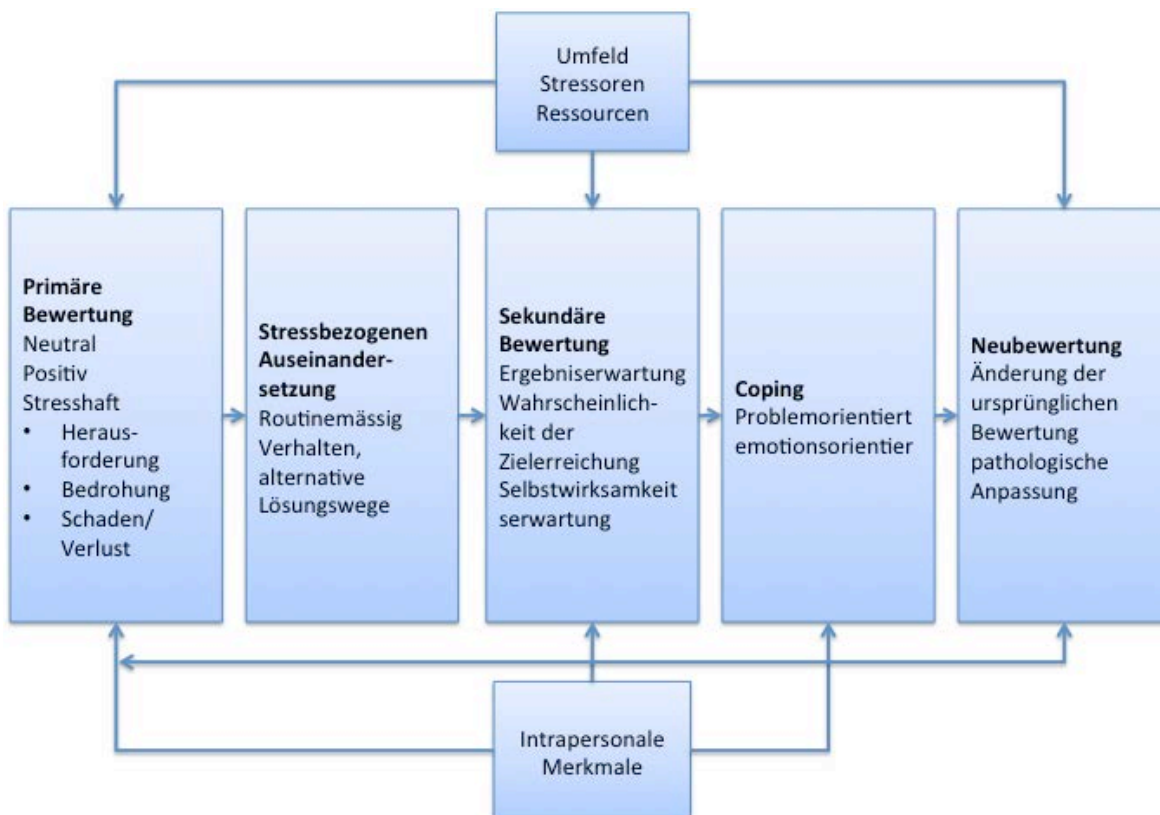 Umfeld
Stressoren
Ressourcen
Primäre
Bewertung
Neutral
Positiv
Stresshaft
• Heraus-
forderung
• Bedrohung
• Schaden/
Verlust
Stressbezogenen
Auseinander-
setzung
Routinemässig
Verhalten,
alternative
Lösungswege
Sekundäre
Bewertung
Ergebniserwartung
Wahrscheinlich-
keit der
Zielerreichung
Selbstwirksamkeit
serwartung
Coping
Problemorientiert
emotionsorientier
Neubewertung
Änderung der
ursprünglichen
Bewertung
pathologische
Anpassung
Intrapersonale
Merkmale